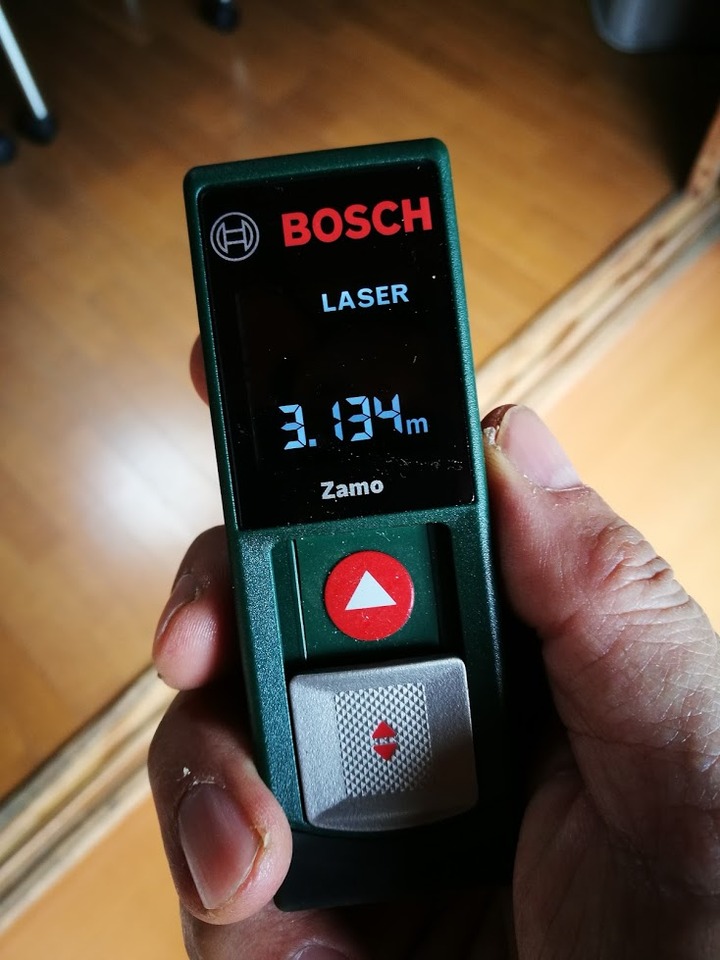 BOSCH
LASER
3.134m
Zamo